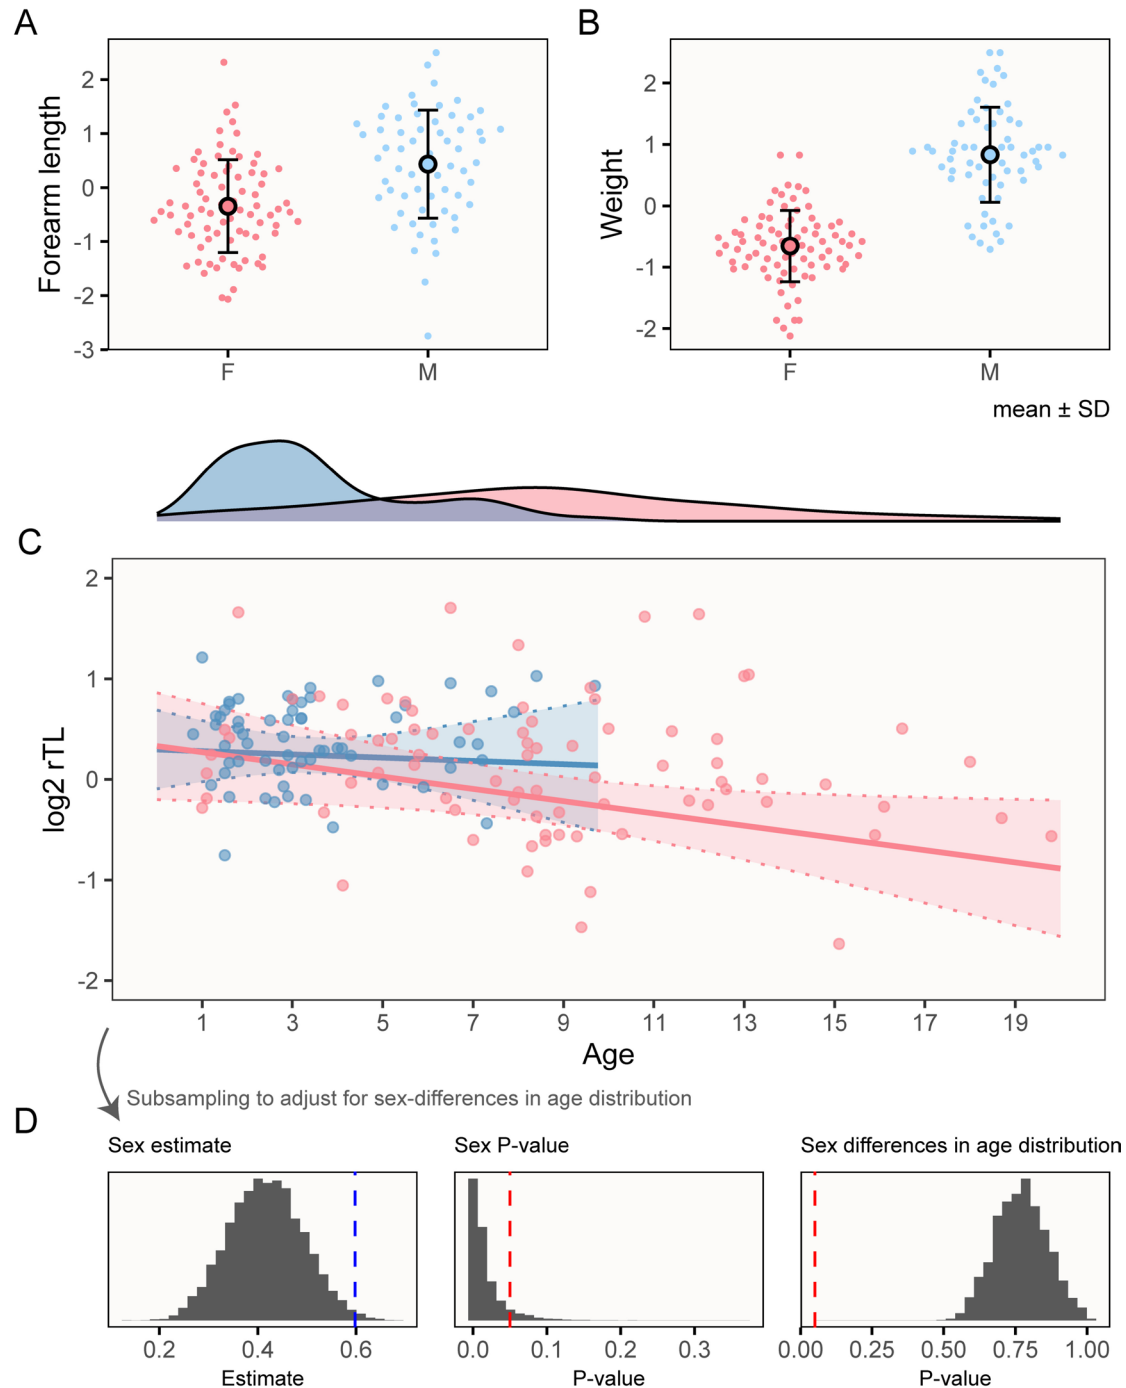 A
B
Forearm length
2
1
0
-1
-2
-3
F
M
Weight
2
1
0
-1
-2
F
M
mean ± SD
C
log2 rTL
2
1
0
-1
-2
1 3 5 7 9 11 13 15 17 19
Age
Subsampling to adjust for sex-differences in age distribution
D
Sex estimate
0.2 0.4 0.6
Estimate
Sex P-value
0.0 0.1 0.2 0.3
P-value
Sex differences in age distribution
0.00 0.25 0.50 0.75 1.00
P-value